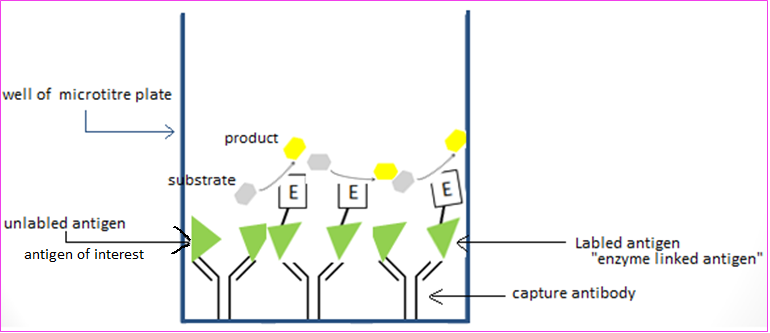 well of microtitre plate
product
substrate
E E E
unlabled antigen
antigen of interest
Labled antigen
"enzyme linked antigen"
capture antibody